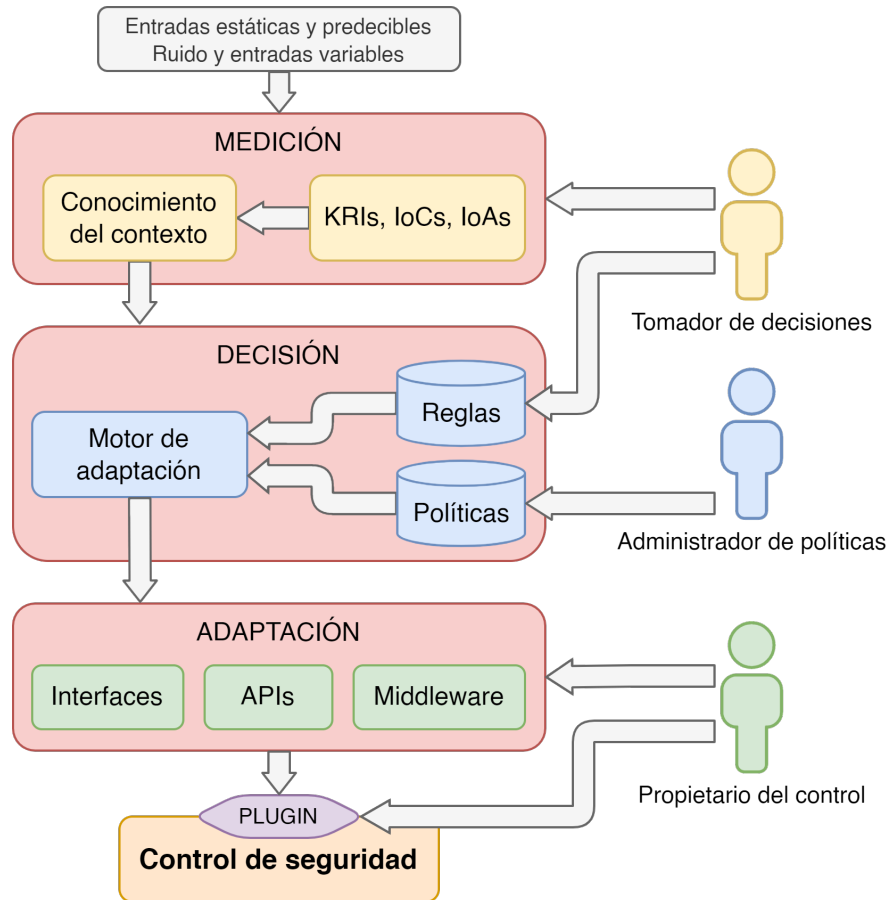 Entradas estáticas y predecibles
Ruido y entradas variables
MEDICIÓN
Conocimiento
del contexto
KRIs, IoCs, IoAs
Tomador de decisiones
DECISIÓN
Reglas
Motor de
adaptación
Políticas
Administrador de políticas
ADAPTACIÓN
Interfaces
APIs
Middleware
Propietario del control
PLUGIN
Control de seguridad